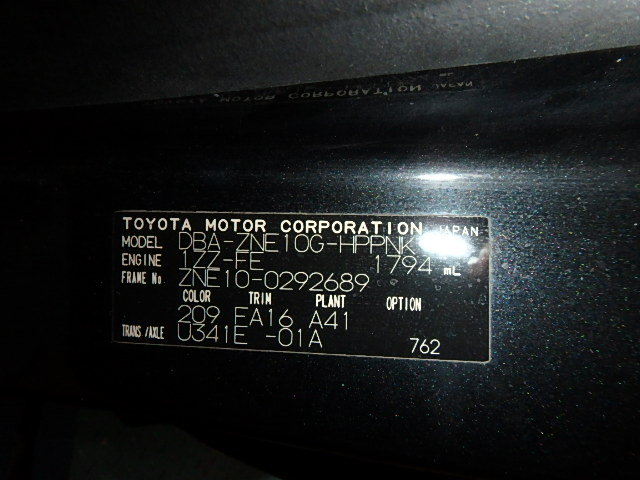 TOYOTA MOTOR CORPORATION JAPAN
MODEL DBA-ZNE10G-HPPNK
ENGINE 1ZZ-FE 1794 mL
FRAME No. ZNE10-0292689
COLOR TRIM PLANT OPTION
209 FA16 A41
TRANS/AXLE U341E -01A 762